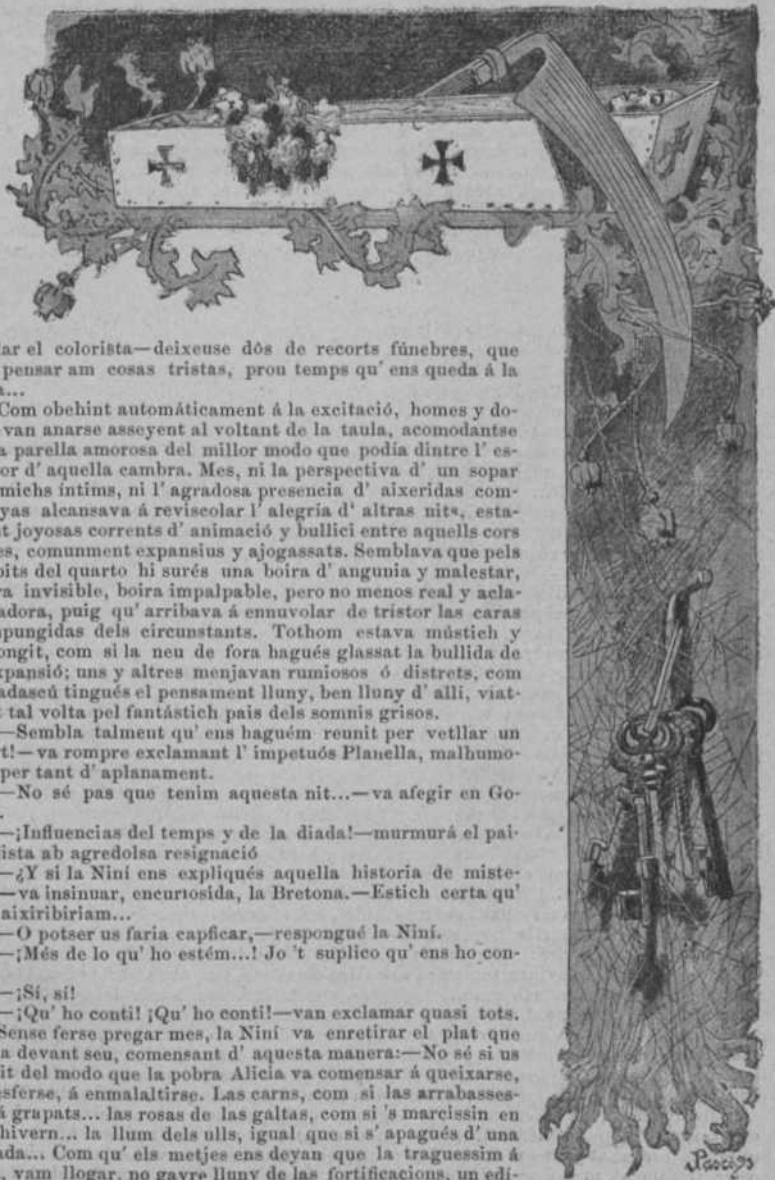 ar el colorista—deixeuse dôs de recorts fúnebres, que
pensar am cosas tristas, prou temps qu' ens queda á la
a...
Com obehint automáticament á la excitació, homes y do-
van anarse asseyent al voltant de la taula, acomodantse
a parella amorosa del millor modo que podía dintre l' es-
or d' aquella cambra. Mes, ni la perspectiva d' un sopar
michs íntims, ni l' agradosa presencia d' aixeridas com-
yas alcansava á reviscolar l' alegría d' altras nits, esta-
t joyosas corrents d' animació y bullici entre aquells cors
es, comunment expansius y ajogassats. Semblava que pels
bits del quarto hi surés una boira d' angunia y malestar,
ra invisible, boira impalpable, pero no menos real y acla-
adora, puig qu' arribava á ennuvolar de tristor las caras
mpungidas dels circunstants. Tothom estava mústich y
ongit, com si la neu de fora hagués glassat la bullida de
xpansió; uns y altres menjavan rumiosos ó distrets, com
adascú tingués el pensament lluny, ben lluny d' allí, viat-
t tal volta pel fantástich pais dels somnis grisos.
—Sembla talment qu' ens haguém reunit per vetllar un
rt!—va rompre exclamant l' impetuós Planella, malhumo-
per tant d' aplanament.
—No sé pas que tenim aquesta nit...—va afegir en Go-
.
—¡Influencias del temps y de la diada!—murmurá el pai-
ista ab agredolsa resignació
—¿Y si la Niní ens expliqués aquella historia de miste-
—va insinuar, encuriosida, la Bretona.—Estich certa qu'
aixiribiriam...
—O potser us faria capficar,—respongué la Niní.
—¡Més de lo qu' ho estém...! Jo 't suplico qu' ens ho con-
—¡Sí, sí!
—¡Qu' ho conti! ¡Qu' ho conti!—van exclamar quasi tots.
Sense ferse pregar mes, la Niní va enretirar el plat que
a devant seu, comensant d' aquesta manera:—No sé si us
it del modo que la pobra Alicia va comensar á queixarse,
esferse, á enmalaltirse. Las carns, com si las arrabasses-
á grapats... las rosas de las galtas, com si 's marcissin en
hivern... la llum dels ulls, igual que si s' apagués d' una
ada... Com qu' els metjes ens deyan que la traguessim á
, vam llogar, no gayre lluny de las fortificacions, un edí-